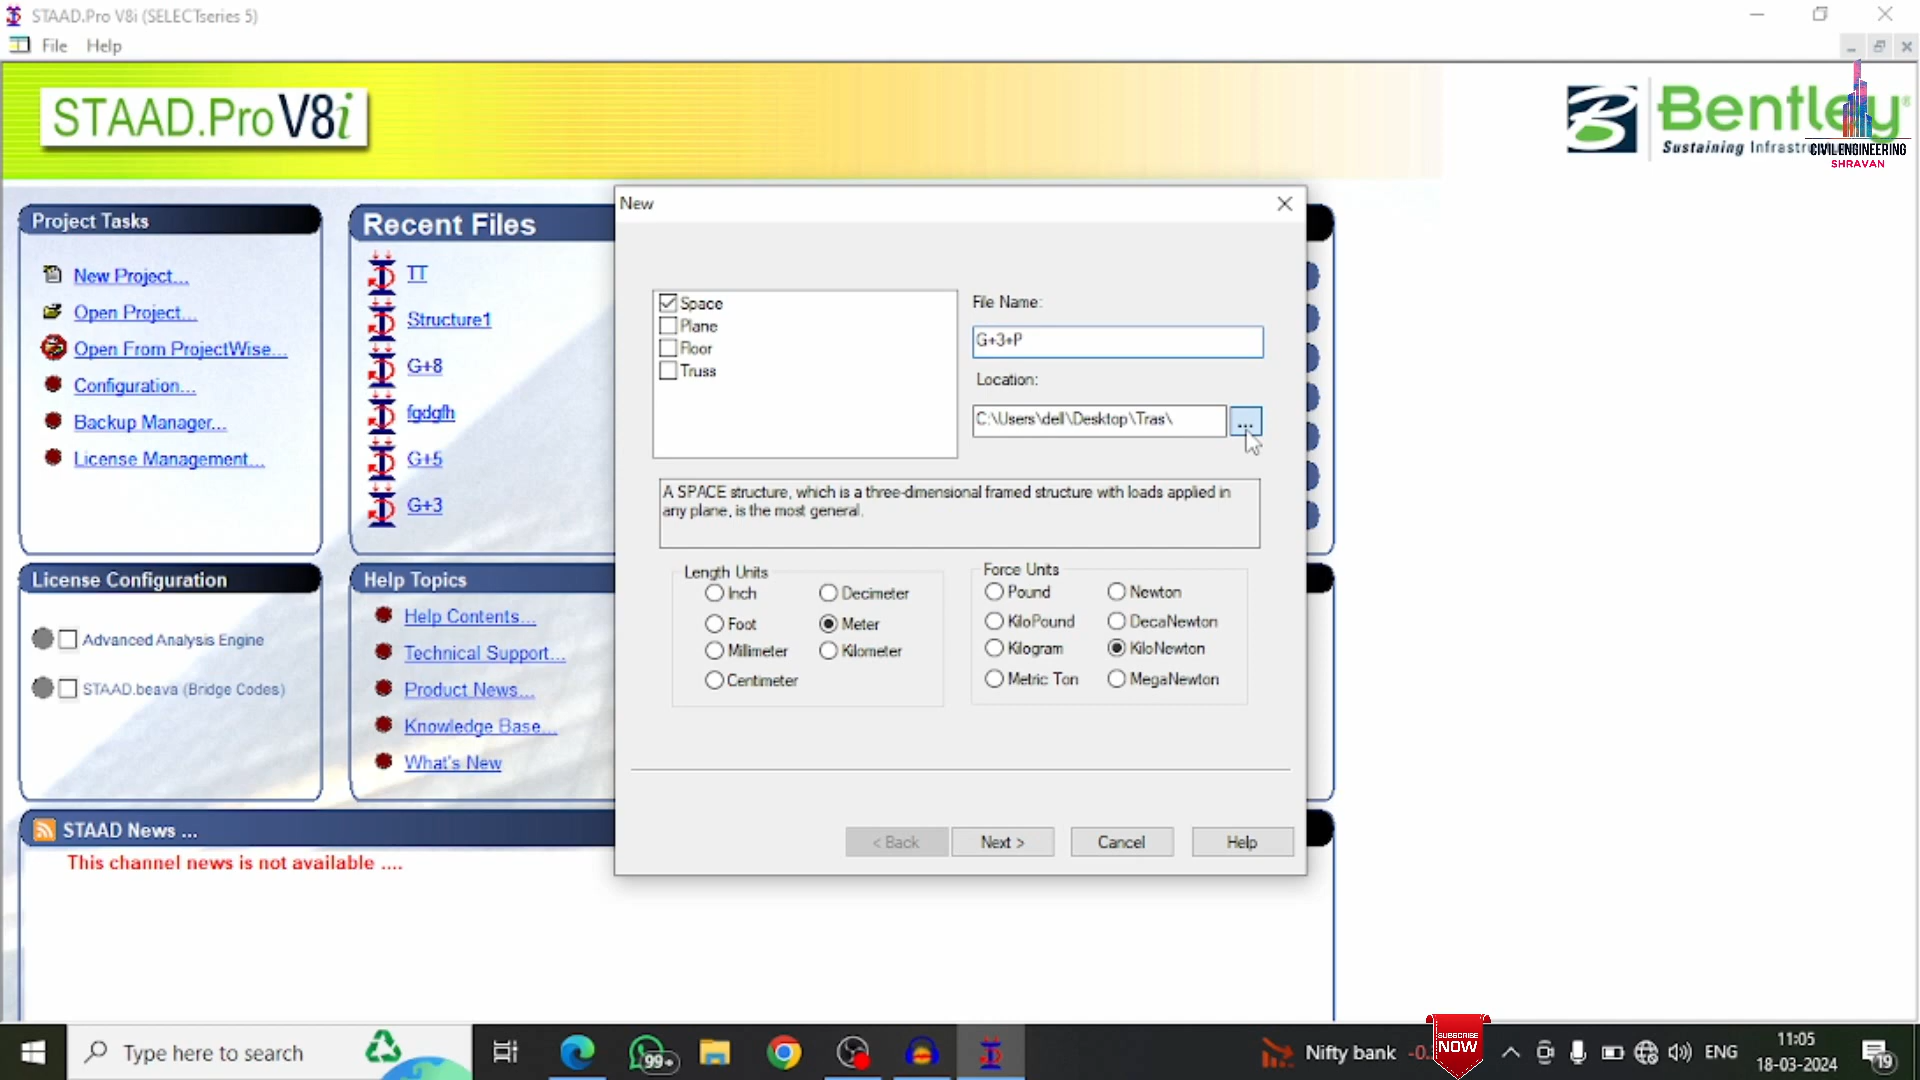 STAAD.Pro V8i (SELECTseries 5)
File Help
STAAD.Pro V8i
Bentley
Sustaining
CIVILENGINEERING
SHRAVAN
Project Tasks
New Project...
Open Project...
Open From ProjectWise...
Configuration...
Backup Manager...
License Management...
Recent Files
TT
Structure1
G+8
fgdgfh
G+5
G+3
License Configuration
Advanced Analysis Engine
STAAD.beava (Bridge Codes)
Help Topics
Help Contents...
Technical Support...
Product News...
Knowledge Base...
What's New
STAAD News ...
This channel news is not available ....
New
Space
Plane
Floor
Truss
File Name:
G+3+P
Location:
C:\Users\dell\Desktop\Tras\
...
A SPACE structure, which is a three-dimensional framed structure with loads applied in
any plane, is the most general.
Length Units
Inch Decimeter
Foot Meter
Millimeter Kilometer
Centimeter
Force Units
Pound Newton
KiloPound DecaNewton
Kilogram KiloNewton
Metric Ton MegaNewton
< Back Next > Cancel Help
Type here to search
99+
Nifty bank
SUBSCRIBE
NOW
ENG
11:05
18-03-2024
19